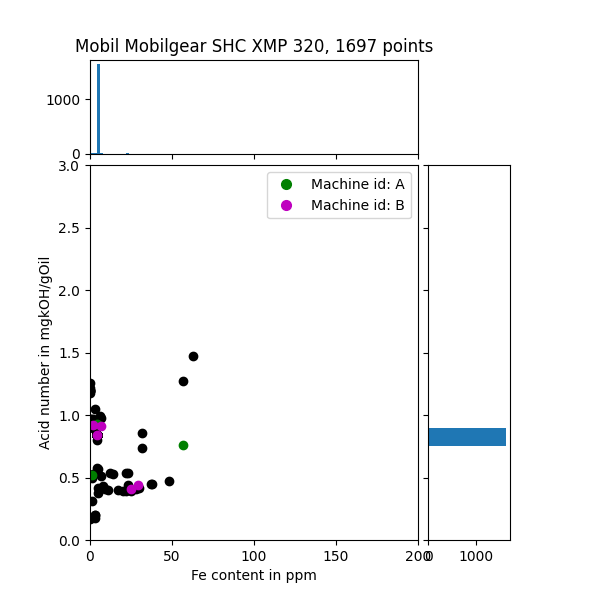 Mobil Mobilgear SHC XMP 320, 1697 points
1000
0
3.0
2.5
2.0
1.5
1.0
0.5
0.0
Acid number in mgkOH/gOil
Machine id: A
Machine id: B
0 50 100 150 200
0 1000
Fe content in ppm